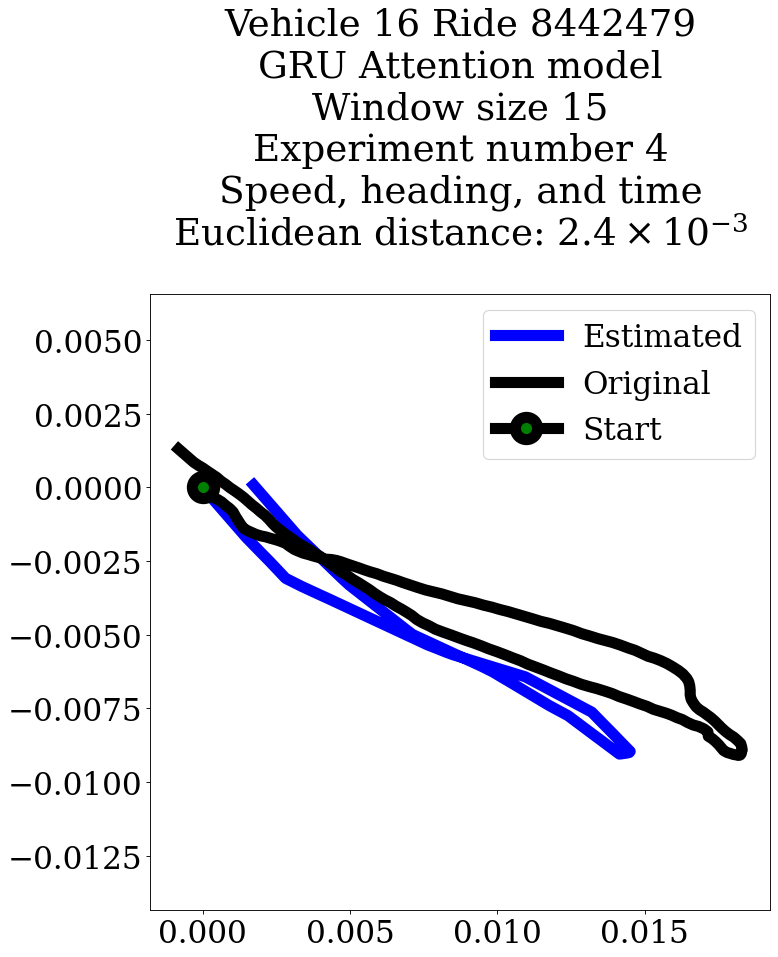 Vehicle 16 Ride 8442479
GRU Attention model
Window size 15
Experiment number 4
Speed, heading, and time
Euclidean distance: 2.4 × 10⁻³
Estimated
Original
Start
0.0050
0.0025
0.0000
−0.0025
−0.0050
−0.0075
−0.0100
−0.0125
0.000 0.005 0.010 0.015